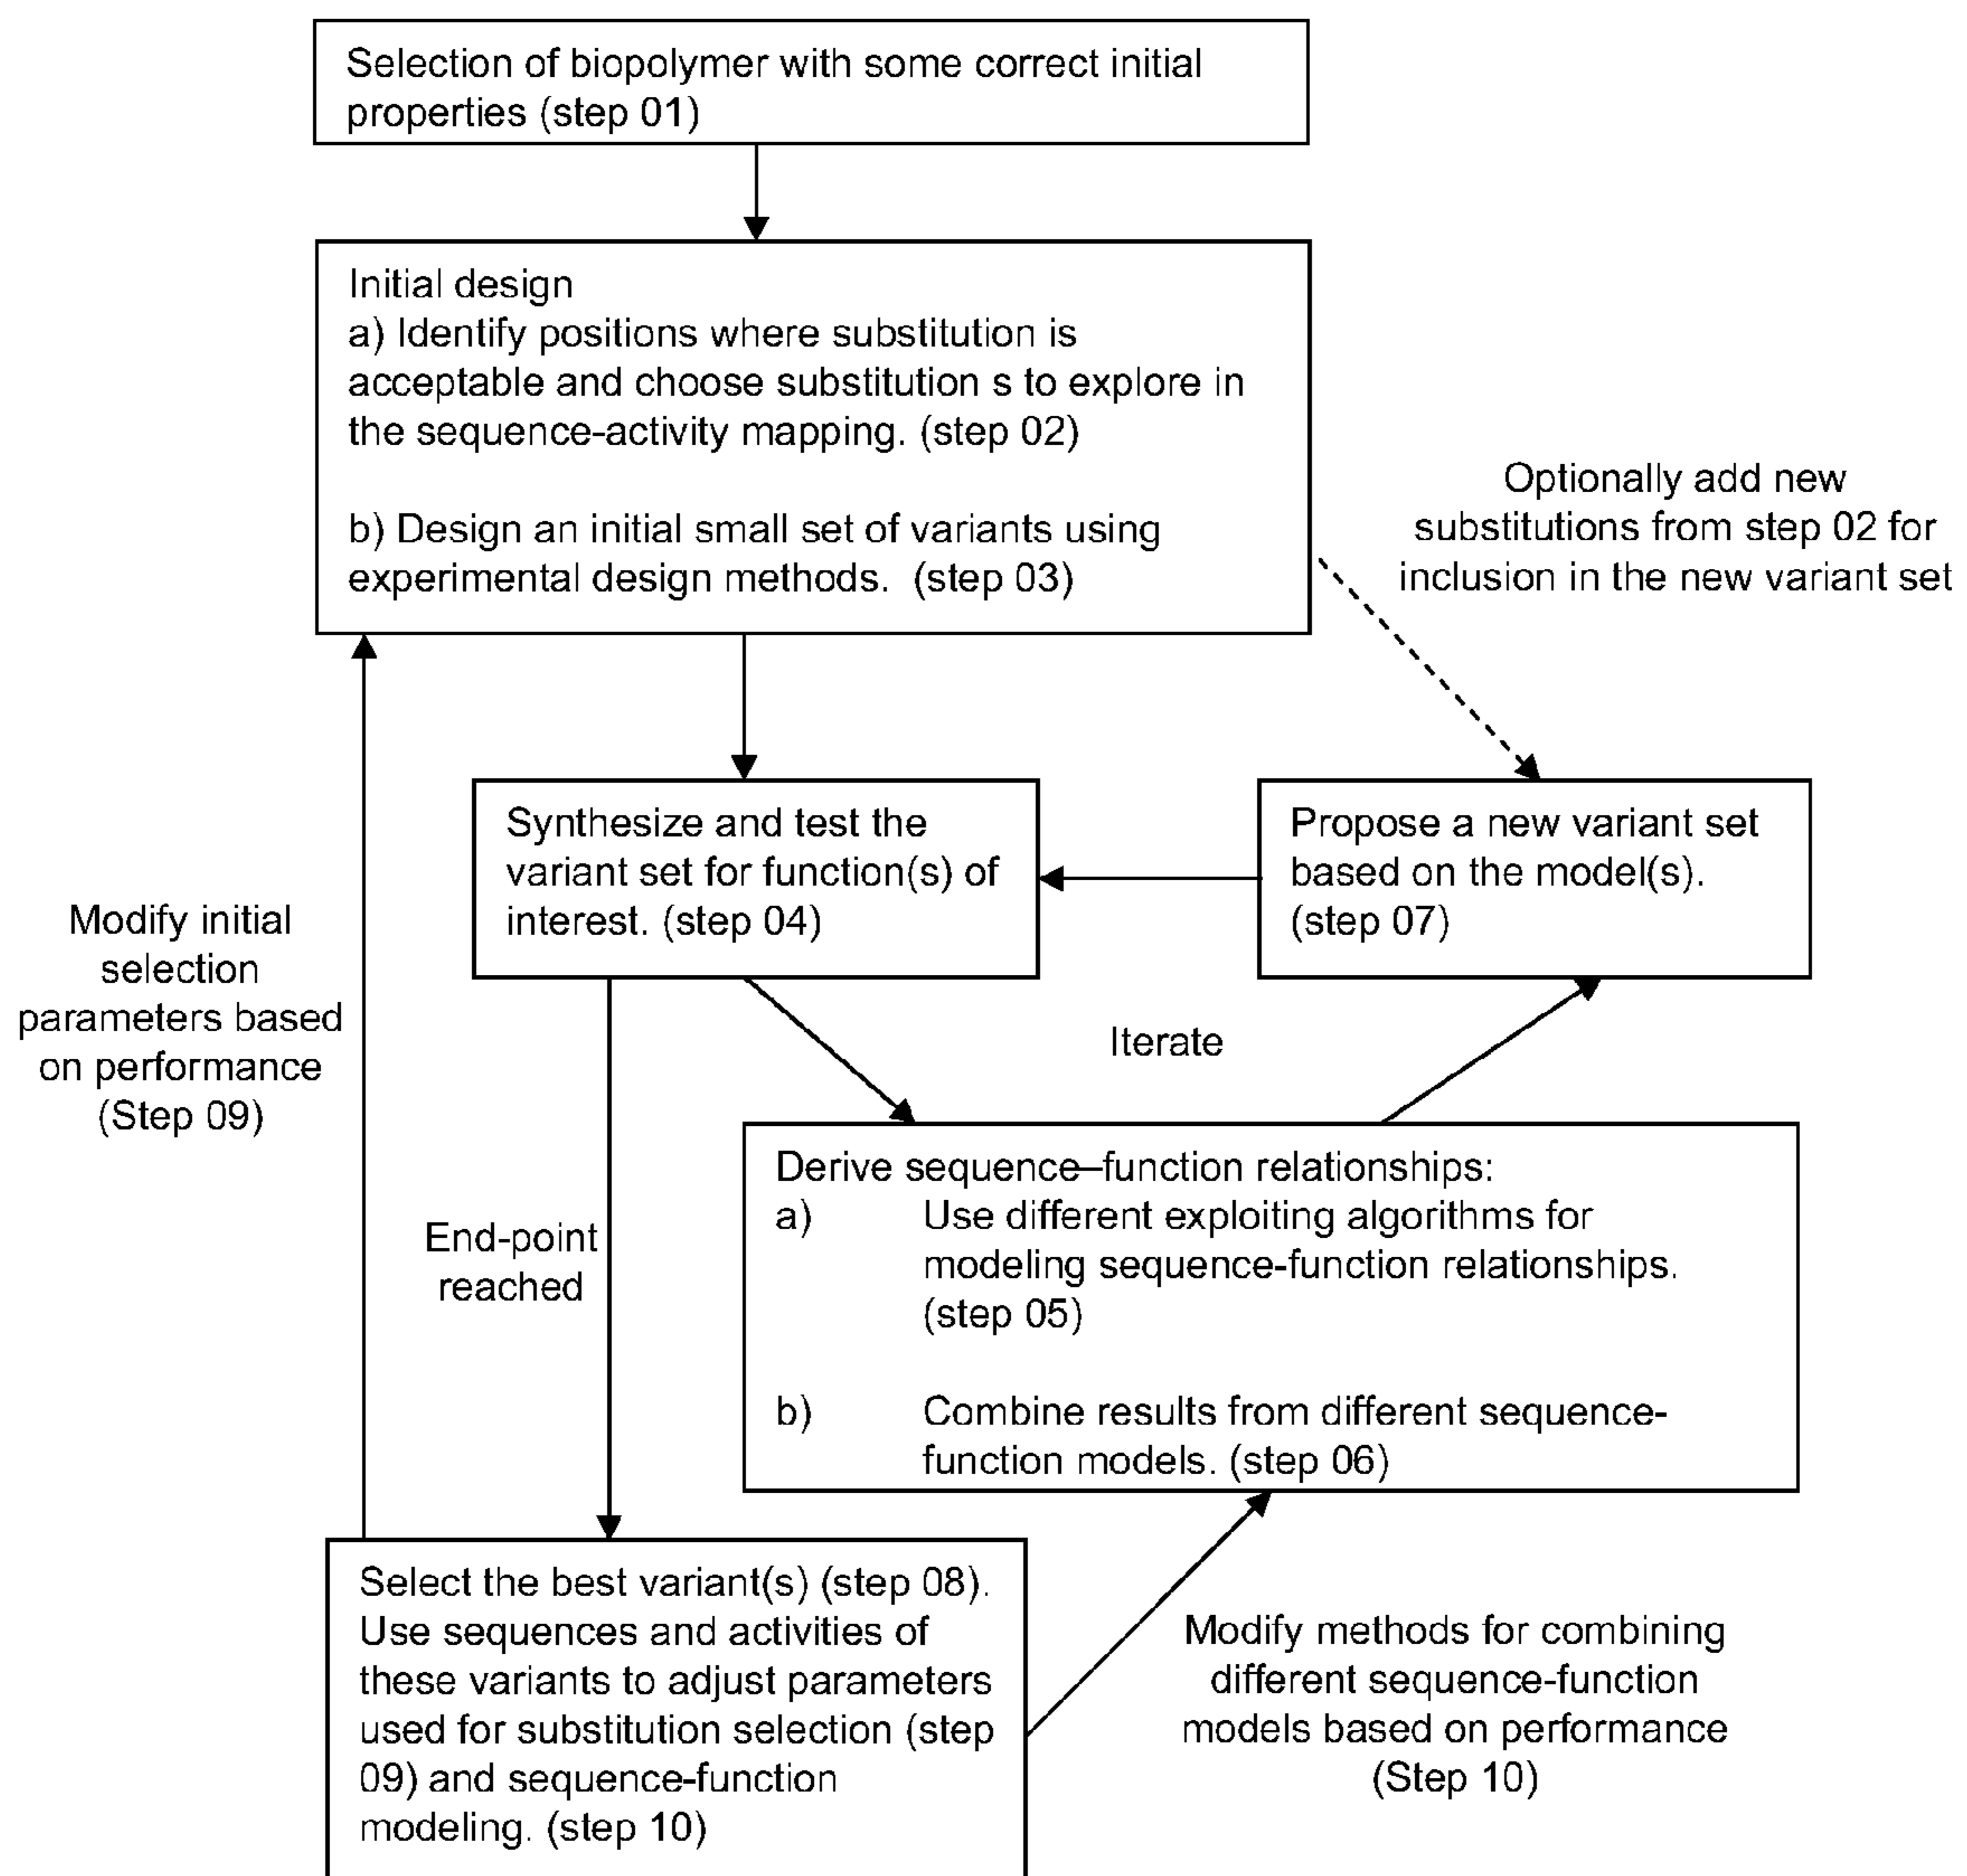 Selection of biopolymer with some correct initial
properties (step 01)
Initial design
a) Identify positions where substitution is
acceptable and choose substitution s to explore in
the sequence-activity mapping. (step 02)
b) Design an initial small set of variants using
experimental design methods. (step 03)
Optionally add new
substitutions from step 02 for
inclusion in the new variant set
Synthesize and test the
variant set for function(s) of
interest. (step 04)
Propose a new variant set
based on the model(s).
(step 07)
Modify initial
selection
parameters based
on performance
(Step 09)
Iterate
End-point
reached
Derive sequence–function relationships:
a) Use different exploiting algorithms for
modeling sequence-function relationships.
(step 05)
b) Combine results from different sequence-
function models. (step 06)
Select the best variant(s) (step 08).
Use sequences and activities of
these variants to adjust parameters
used for substitution selection (step
09) and sequence-function
modeling. (step 10)
Modify methods for combining
different sequence-function
models based on performance
(Step 10)